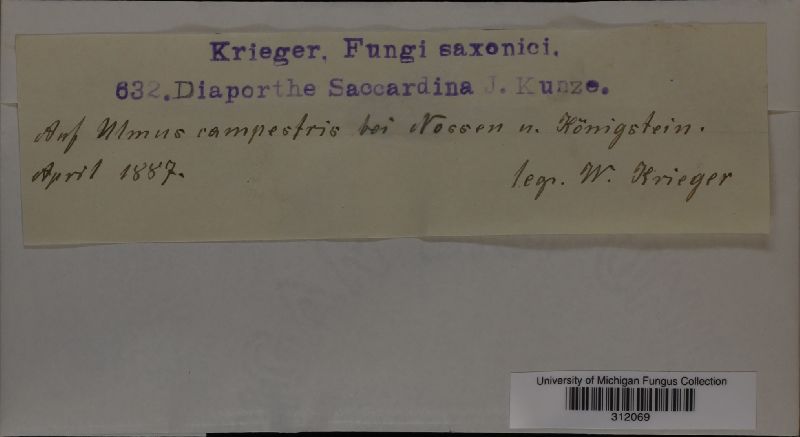 Krieger, Fungi saxonici.
632. Diaporthe Saccardina J. Kunze.
Auf Ulmus campestris bei Nossen u. Königstein.
April 1887.
leg. W. Krieger
University of Michigan Fungus Collection
312069